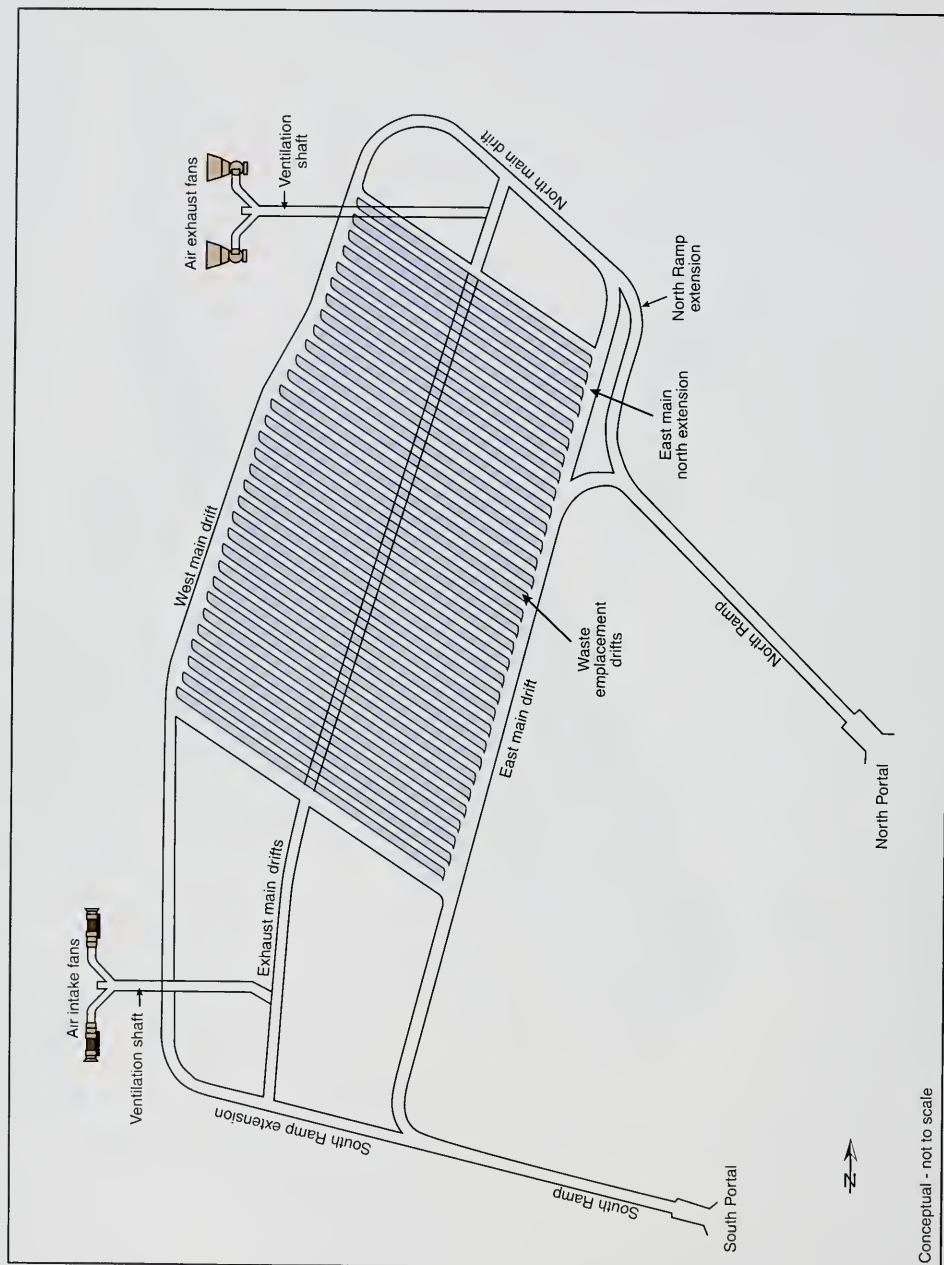 Air exhaust fans
Ventilation
shaft
North main drift
North Ramp
extension
East main
north extension
West main drift
Waste
emplacement
drifts
East main drift
North Ramp
North Portal
Air intake fans
Ventilation shaft
Exhaust main drifts
South Ramp extension
South Ramp
South Portal
N
Conceptual - not to scale